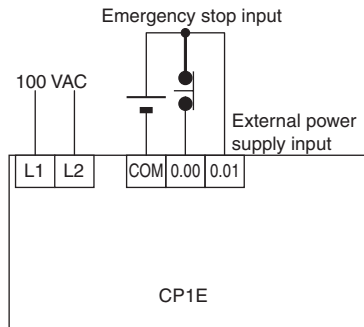 Emergency stop input
100 VAC
External power
supply input
L1 L2 COM 0.00 0.01
CP1E